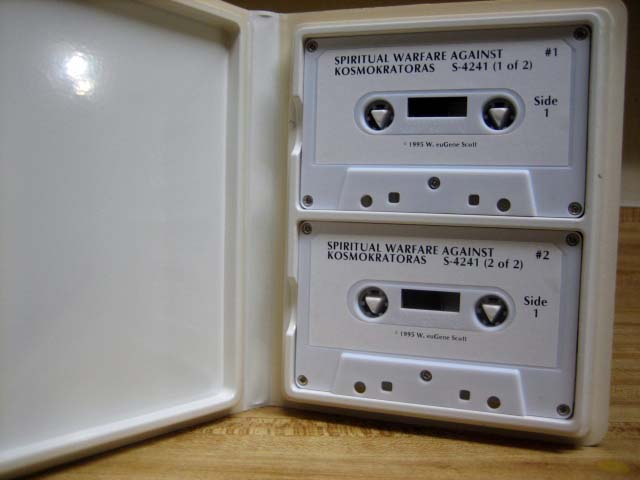 SPIRITUAL WARFARE AGAINST #1
KOSMOKRATORAS S-4241 (1 of 2)
Side
1
© 1995 W. euGene Scott
SPIRITUAL WARFARE AGAINST #2
KOSMOKRATORAS S-4241 (2 of 2)
Side
1
© 1995 W. euGene Scott